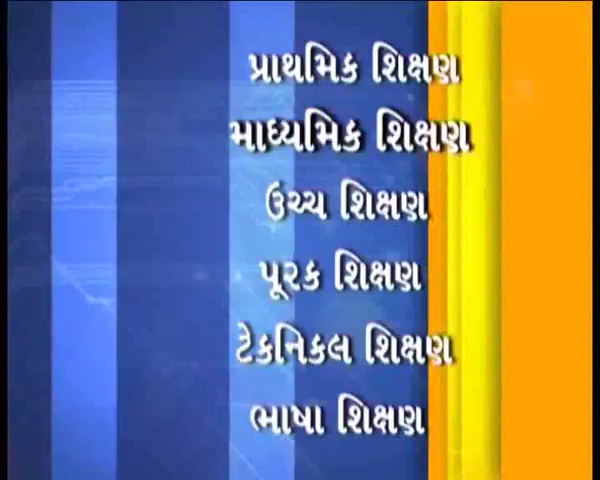 પ્રાથમિક શિક્ષણ
માધ્યમિક શિક્ષણ
ઉચ્ચ શિક્ષણ
પૂરક શિક્ષણ
ટેકનિકલ શિક્ષણ
ભાષા શિક્ષણ